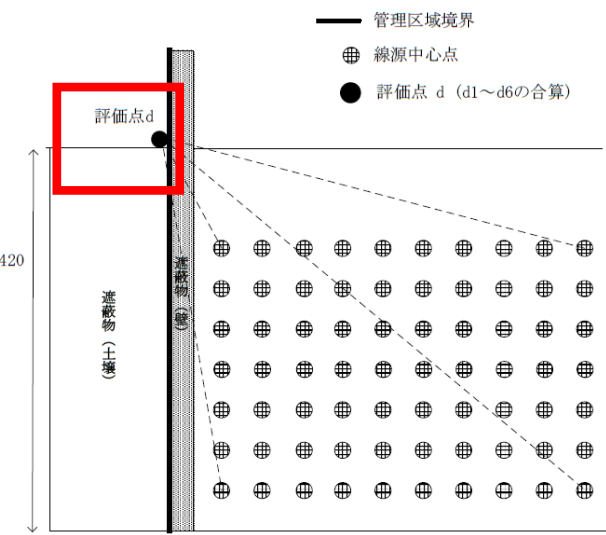 管理区域境界
線源中心点
評価点 d (d1～d6の合算)
評価点d
420
遮蔽物（壁）
遮蔽物（土壌）